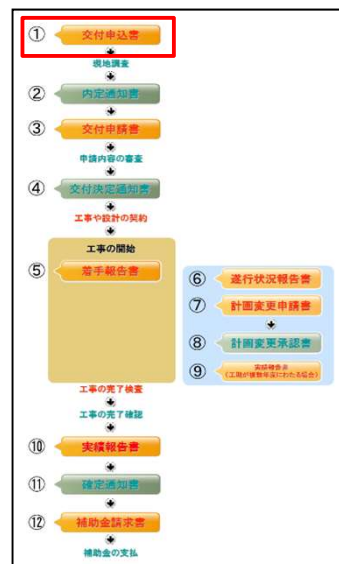 ① 交付申込書
現地調査
② 内定通知書
③ 交付申請書
申請内容の審査
④ 交付決定通知書
工事や設計の契約
工事の開始
⑤ 着手報告書
⑥ 遂行状況報告書
⑦ 計画変更申請書
⑧ 計画変更承認書
⑨ 実績報告書
(工期が複数年度にわたる場合)
工事の完了検査
工事の完了確認
⑩ 実績報告書
⑪ 確定通知書
⑫ 補助金請求書
補助金の支払